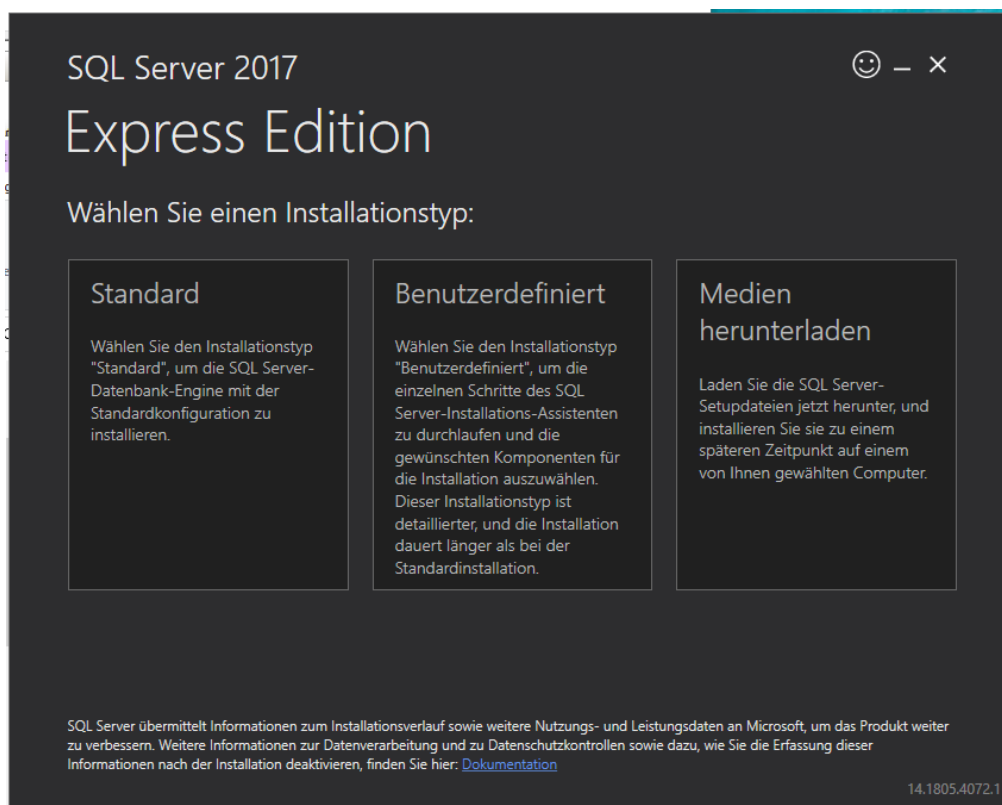 SQL Server 2017
Express Edition
Wählen Sie einen Installationstyp:
Standard
Wählen Sie den Installationstyp
"Standard", um die SQL Server-
Datenbank-Engine mit der
Standardkonfiguration zu
installieren.
Benutzerdefiniert
Wählen Sie den Installationstyp
"Benutzerdefiniert", um die
einzelnen Schritte des SQL
Server-Installations-Assistenten
zu durchlaufen und die
gewünschten Komponenten für
die Installation auszuwählen.
Dieser Installationstyp ist
detaillierter, und die Installation
dauert länger als bei der
Standardinstallation.
Medien
herunterladen
Laden Sie die SQL Server-
Setupdateien jetzt herunter, und
installieren Sie sie zu einem
späteren Zeitpunkt auf einem
von Ihnen gewählten Computer.
SQL Server übermittelt Informationen zum Installationsverlauf sowie weitere Nutzungs- und Leistungsdaten an Microsoft, um das Produkt weiter
zu verbessern. Weitere Informationen zur Datenverarbeitung und zu Datenschutzkontrollen sowie dazu, wie Sie die Erfassung dieser
Informationen nach der Installation deaktivieren, finden Sie hier: Dokumentation
14.1805.4072.1